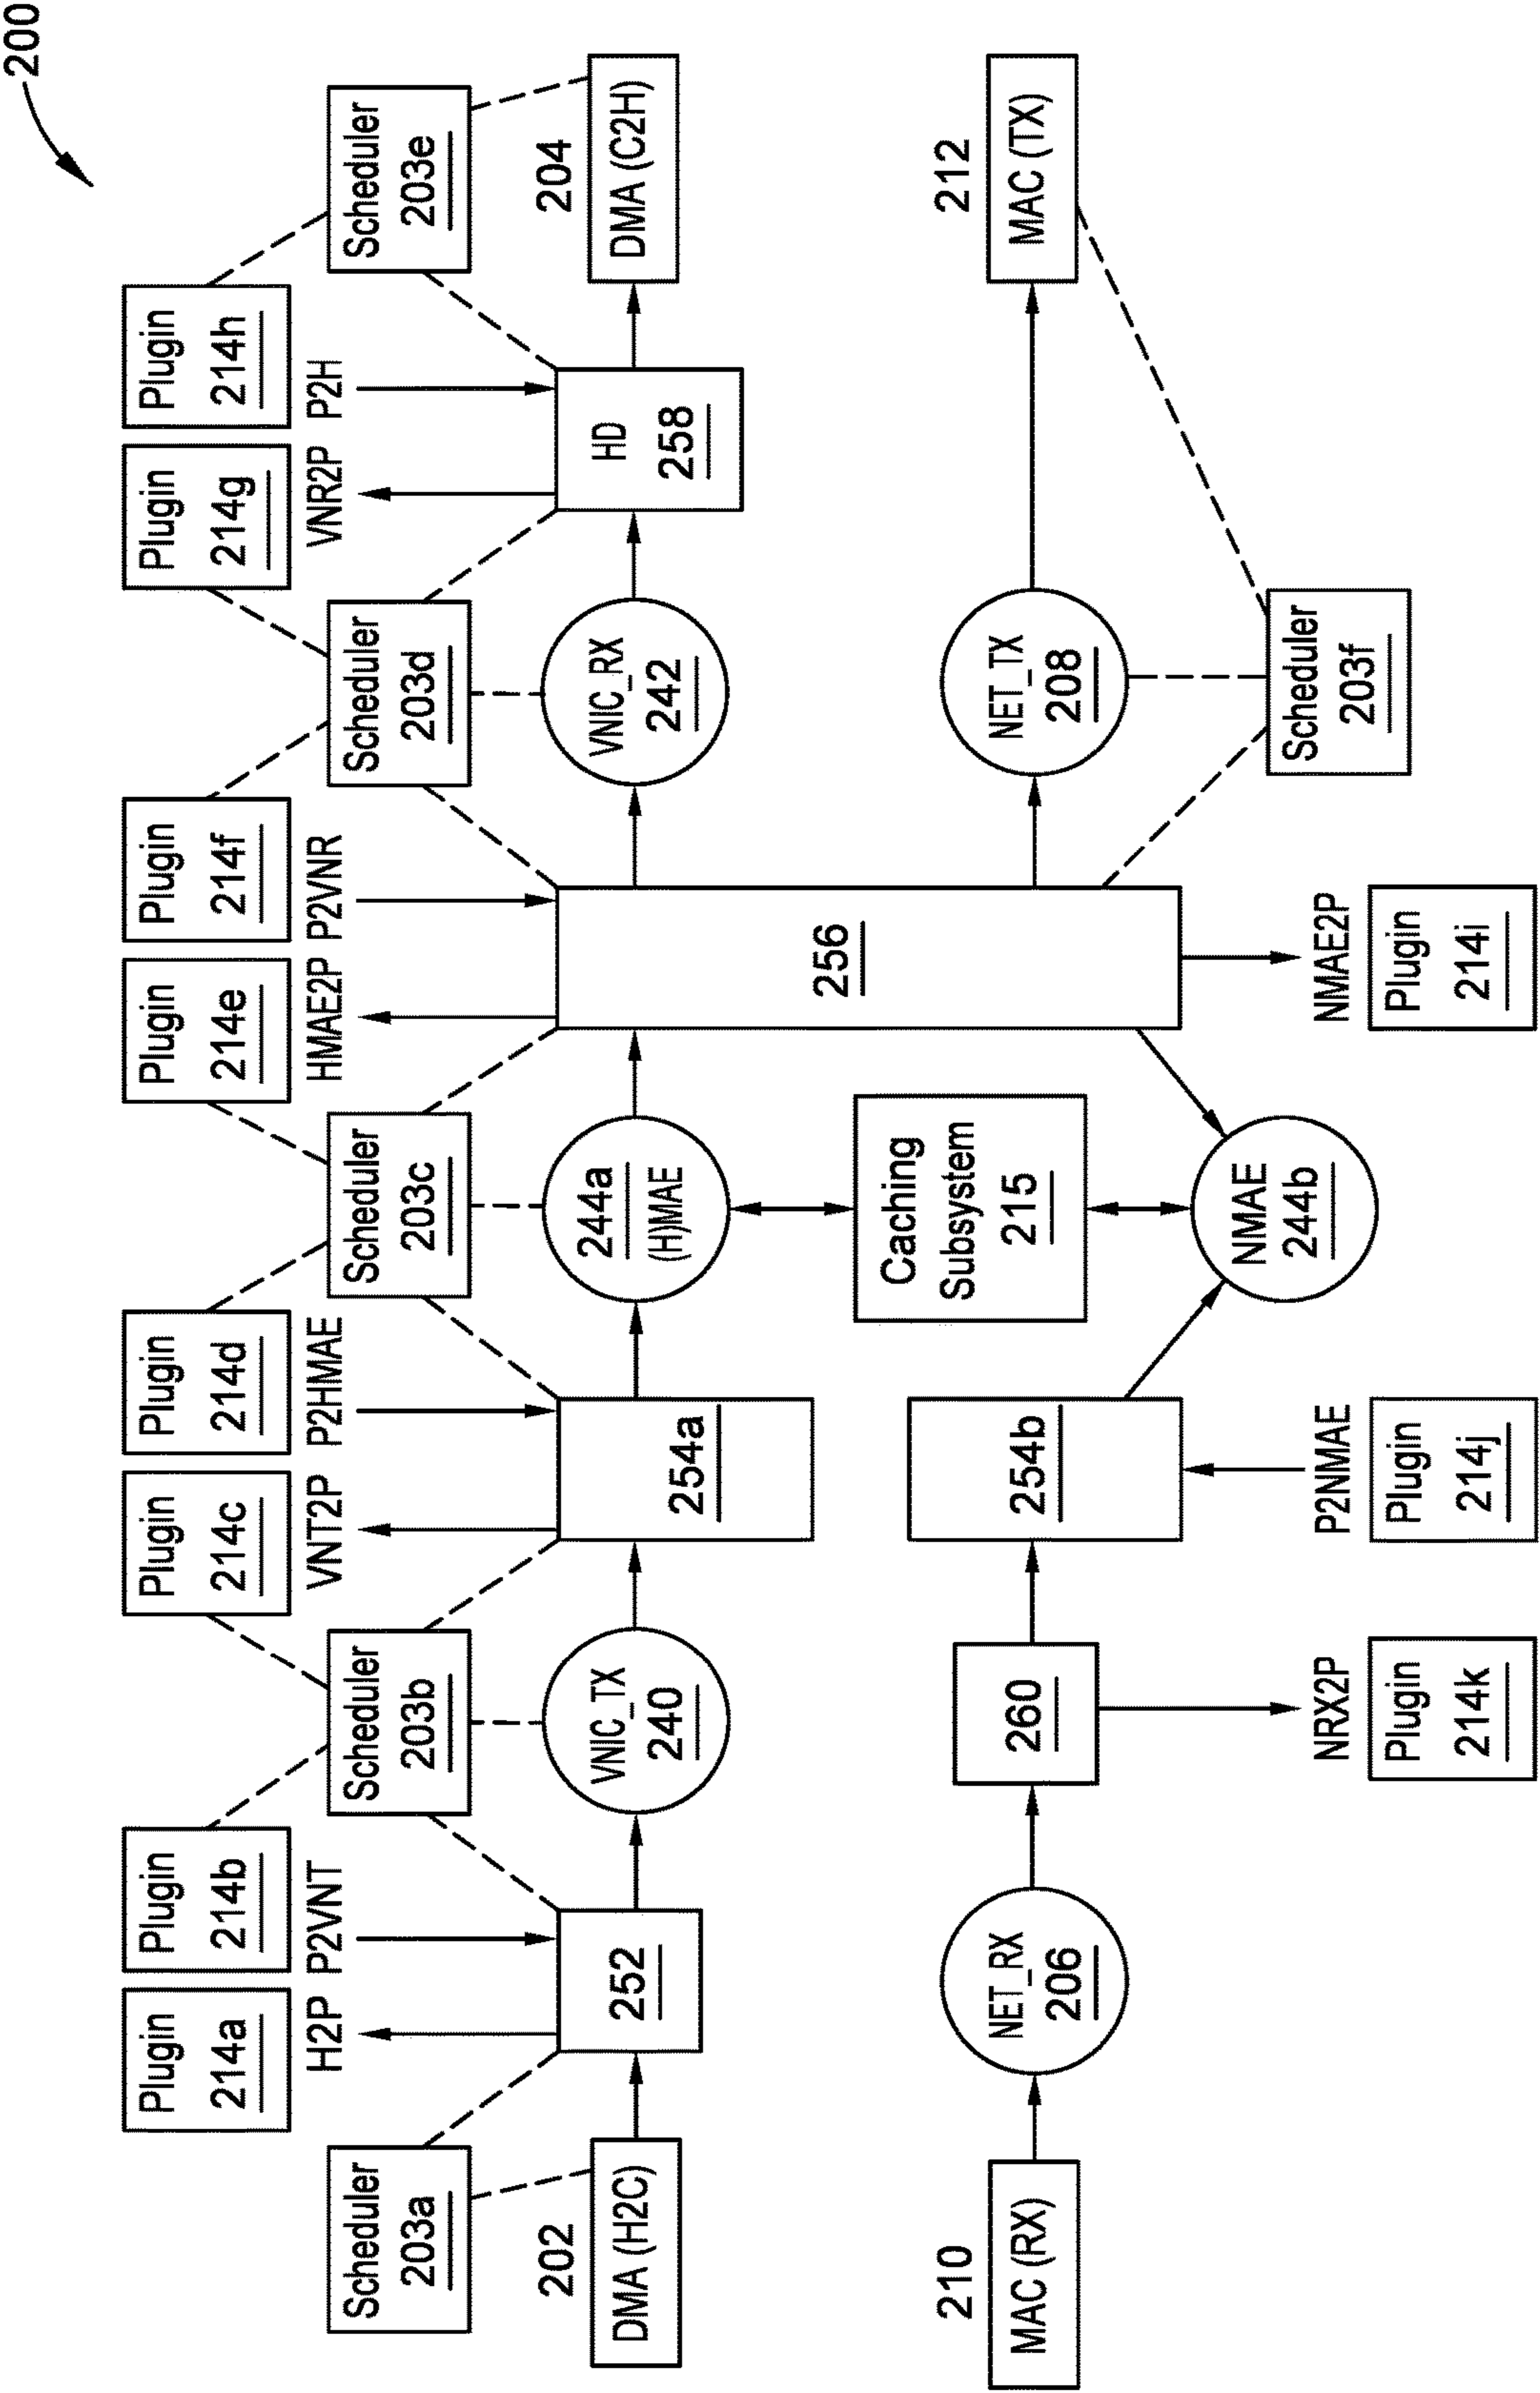 200
Plugin
214a
Plugin
214b
Plugin
214c
Plugin
214d
Plugin
214e
Plugin
214f
Plugin
214g
Plugin
214h
H2P
P2VNT
VNT2P
P2HMAE
HMAE2P
P2VNR
VNR2P
P2H
Scheduler
203a
Scheduler
203b
Scheduler
203c
Scheduler
203d
Scheduler
203e
202
DMA (H2C)
252
VNIC_TX
240
254a
244a
(H)MAE
256
VNIC_RX
242
HD
258
204
DMA (C2H)
Caching
Subsystem
215
210
MAC (RX)
NET_RX
206
260
254b
NMAE
244b
NET_TX
208
212
MAC (TX)
Scheduler
203f
NRX2P
P2NMAE
NMAE2P
Plugin
214k
Plugin
214j
Plugin
214i